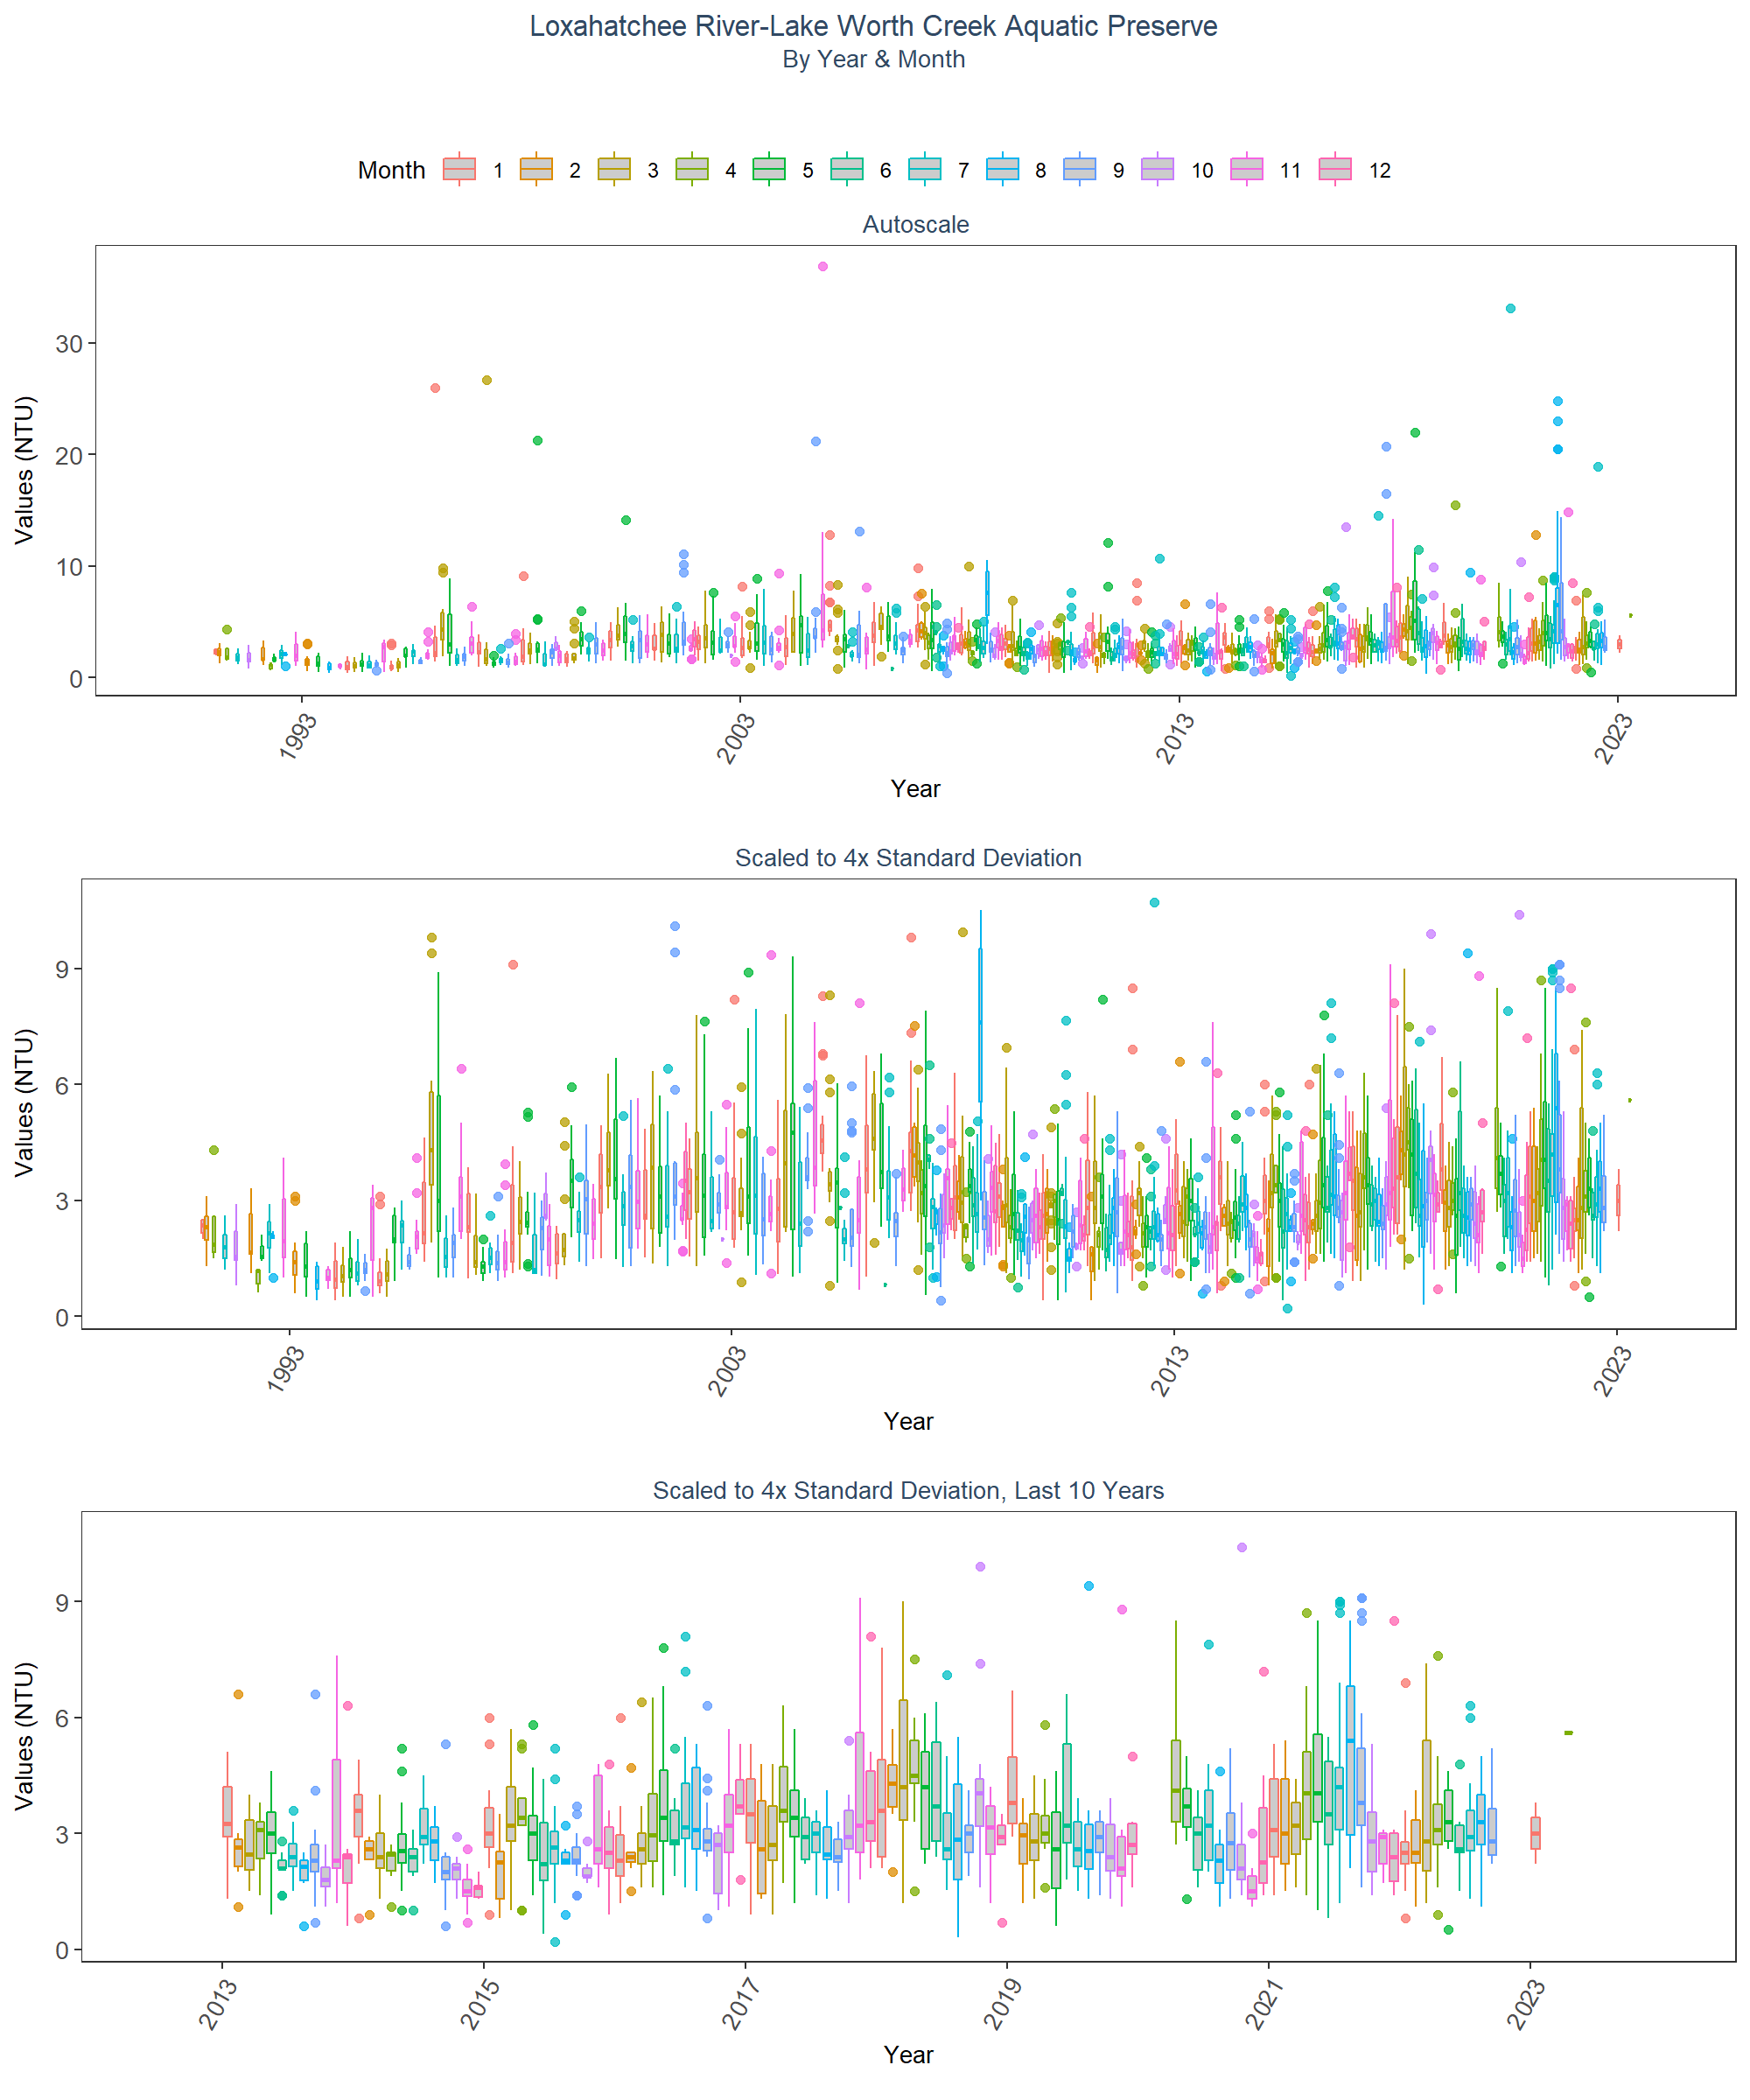 Loxahatchee River-Lake Worth Creek Aquatic Preserve
By Year & Month
Month 1 2 3 4 5 6 7 8 9 10 11 12
Autoscale
Values (NTU)
30
20
10
0
1993 2003 2013 2023
Year
Scaled to 4x Standard Deviation
Values (NTU)
9
6
3
0
1993 2003 2013 2023
Year
Scaled to 4x Standard Deviation, Last 10 Years
Values (NTU)
9
6
3
0
2013 2015 2017 2019 2021 2023
Year